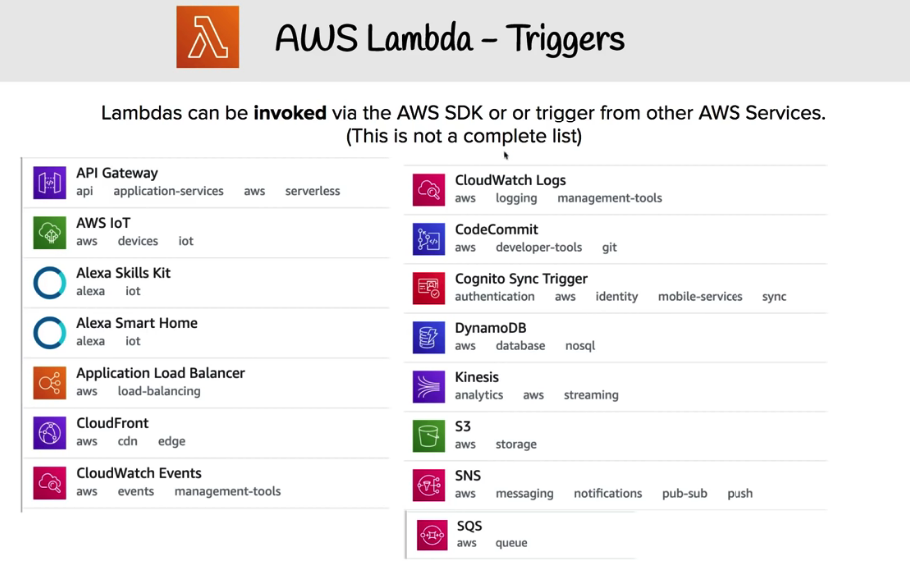 AWS Lambda - Triggers
Lambdas can be invoked via the AWS SDK or or trigger from other AWS Services.
(This is not a complete list)
API Gateway
api application-services aws serverless
AWS IoT
aws devices iot
Alexa Skills Kit
alexa iot
Alexa Smart Home
alexa iot
Application Load Balancer
aws load-balancing
CloudFront
aws cdn edge
CloudWatch Events
aws events management-tools
CloudWatch Logs
aws logging management-tools
CodeCommit
aws developer-tools git
Cognito Sync Trigger
authentication aws identity mobile-services sync
DynamoDB
aws database nosql
Kinesis
analytics aws streaming
S3
aws storage
SNS
aws messaging notifications pub-sub push
SQS
aws queue